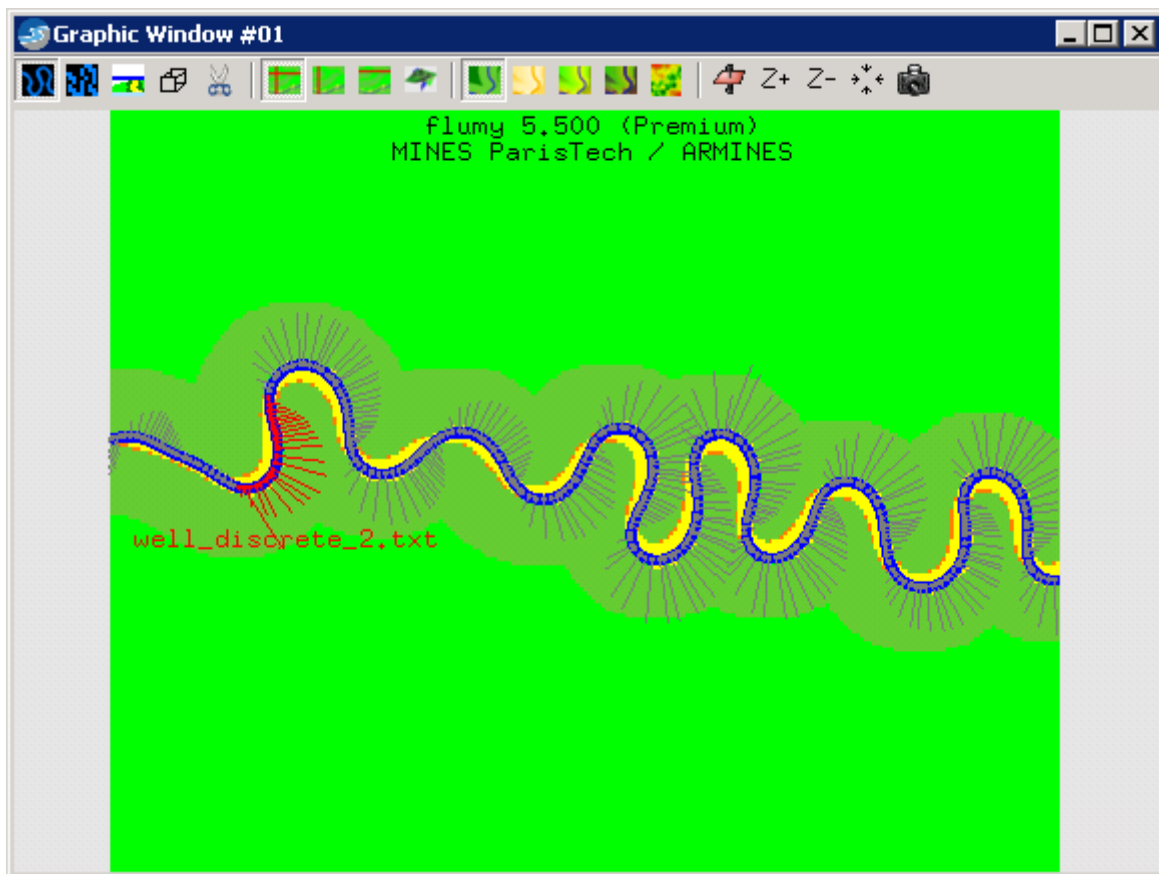 Graphic Window #01
Z+ Z-
flumy 5.500 (Premium)
MINES ParisTech / ARMINES
well_discrete_2.txt